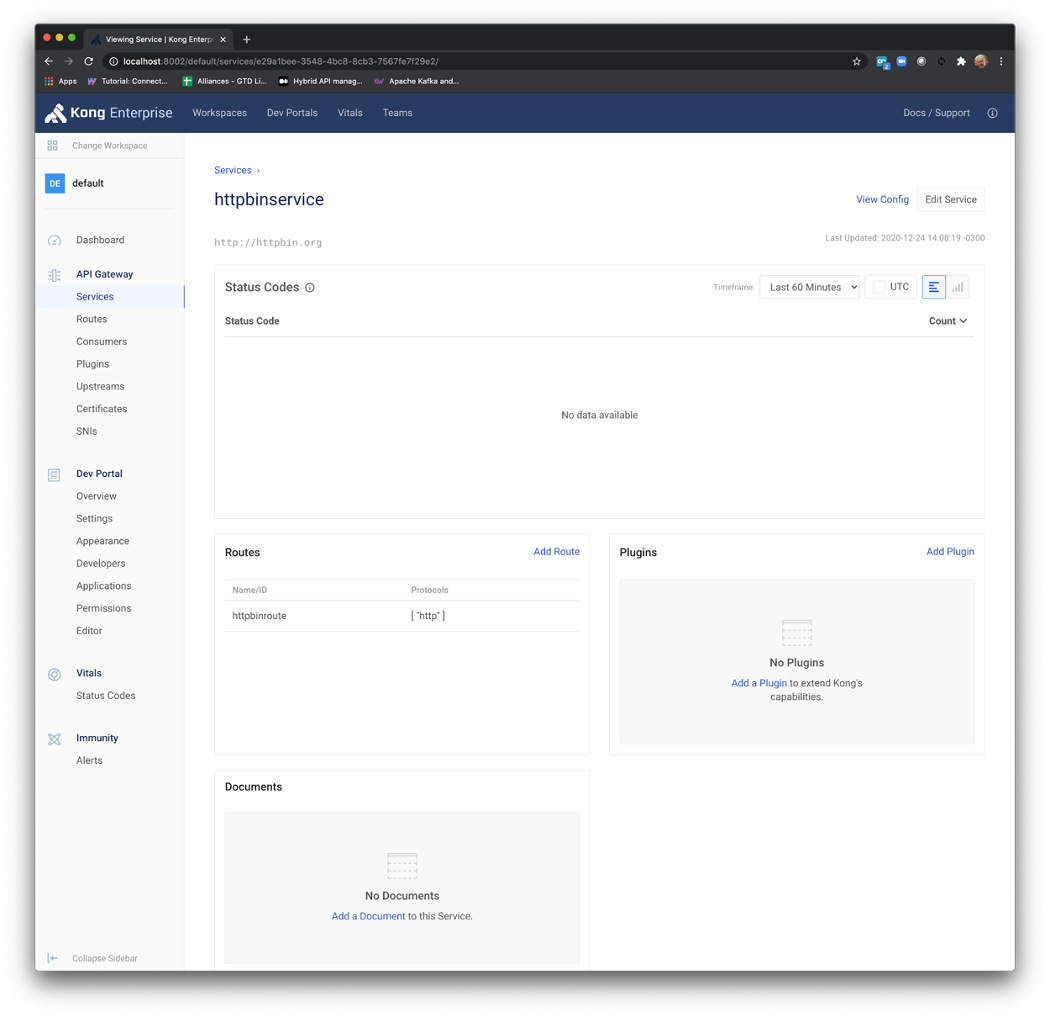 Viewing Service | Kong Enterpr
localhost:8002/default/services/e29a1bee-3548-4bc8-8cb3-7567fe7f29e2/
Apps Tutorial: Connect... Alliances - GTD Li... Hybrid API manag... Apache Kafka and...
Kong Enterprise Workspaces Dev Portals Vitals Teams Docs / Support
Change Workspace
DE default
Dashboard
API Gateway
Services
Routes
Consumers
Plugins
Upstreams
Certificates
SNIs
Dev Portal
Overview
Settings
Appearance
Developers
Applications
Permissions
Editor
Vitals
Status Codes
Immunity
Alerts
Collapse Sidebar
Services ›
httpbinservice
View Config Edit Service
http://httpbin.org
Last Updated: 2020-12-24 14:08:19 -0300
Status Codes
Timeframe: Last 60 Minutes UTC
Status Code Count
No data available
Routes Add Route
Name/ID Protocols
httpbinroute [ "http" ]
Plugins Add Plugin
No Plugins
Add a Plugin to extend Kong's
capabilities.
Documents
No Documents
Add a Document to this Service.